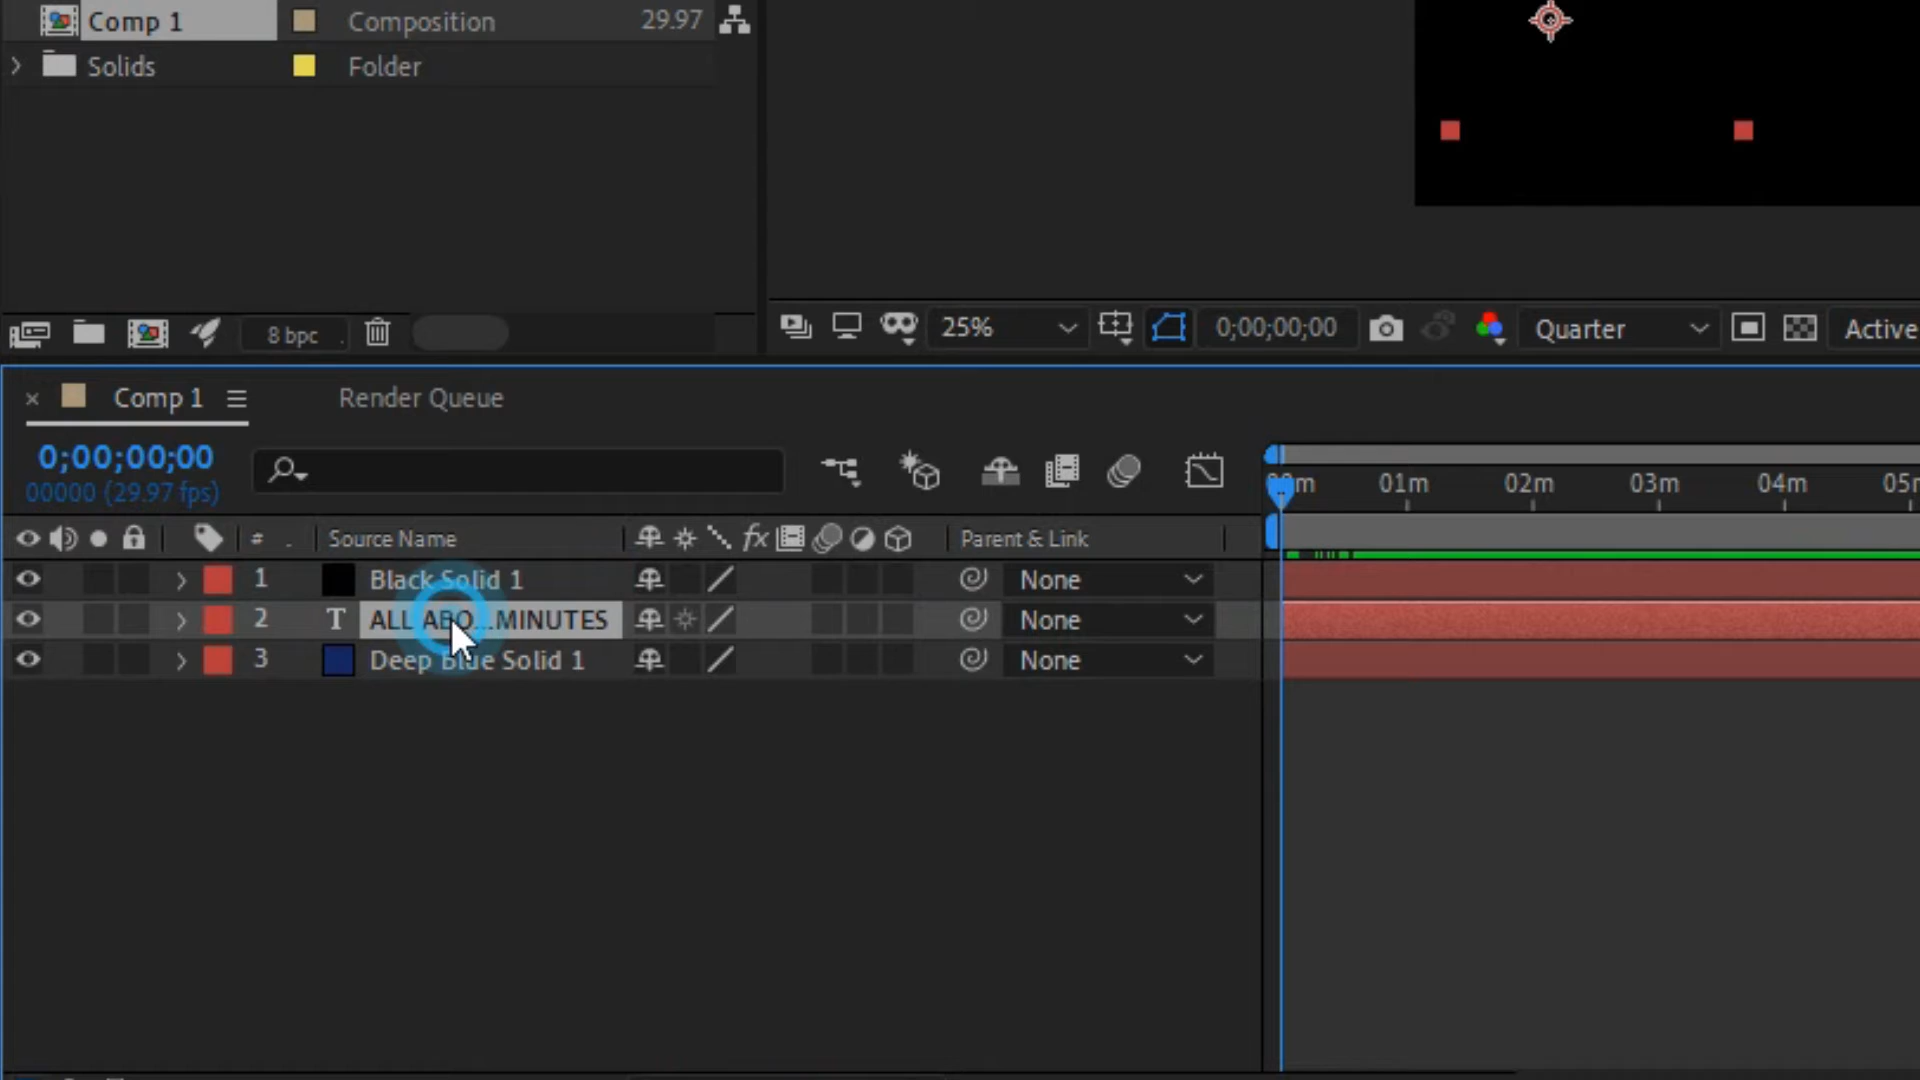 Comp 1 Composition 29.97
Solids Folder
8 bpc
25% 0;00;00;00 Quarter Active
Comp 1 Render Queue
0;00;00;00
00000 (29.97 fps)
01m 02m 03m 04m
# Source Name fx Parent & Link
1 Black Solid 1 None
2 T ALL ABO...MINUTES None
3 Deep Blue Solid 1 None